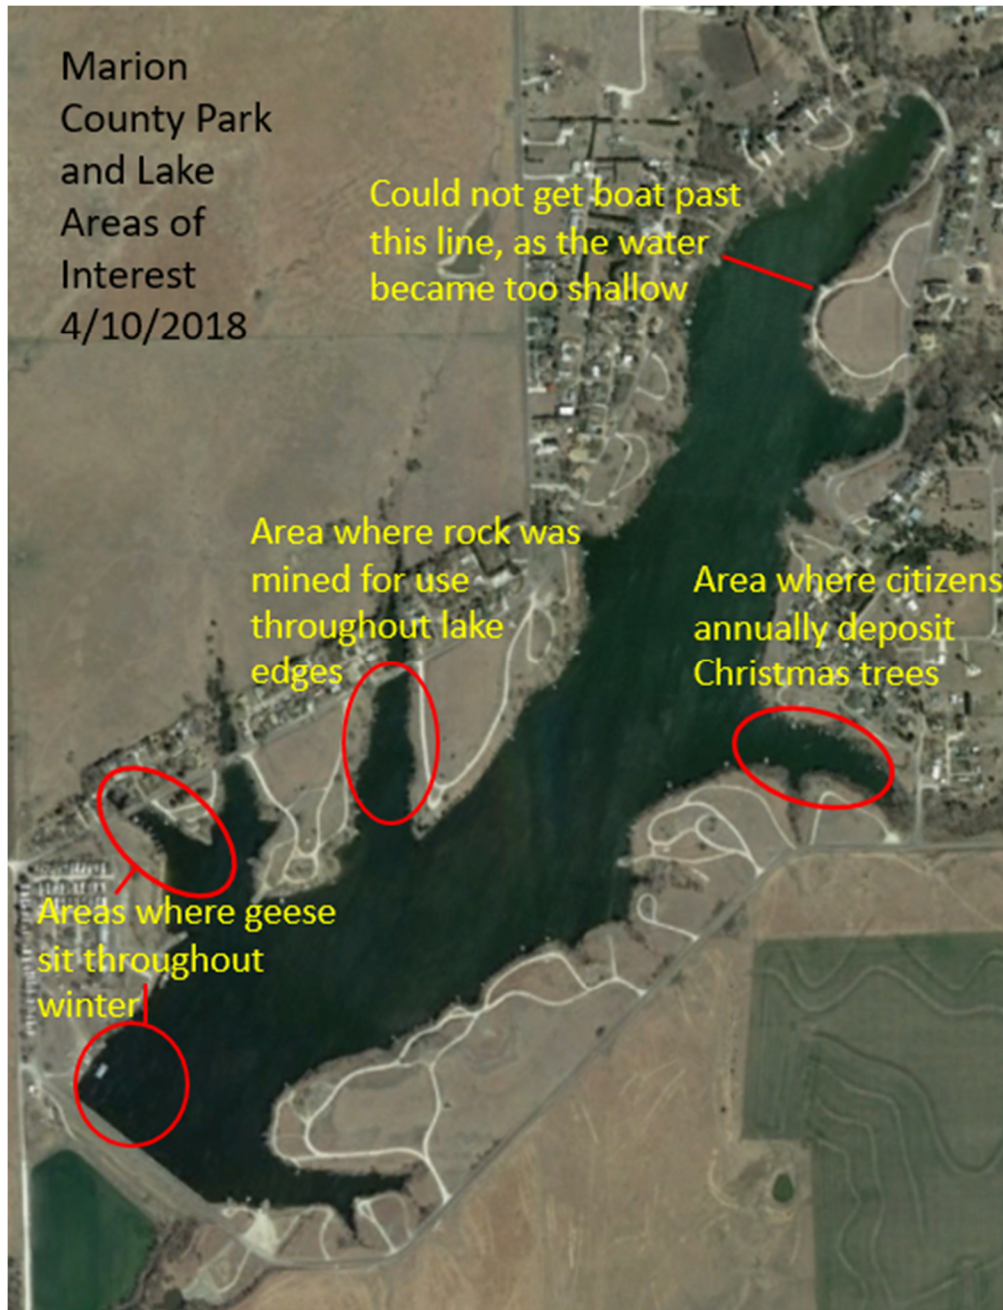 Marion
County Park
and Lake
Areas of
Interest
4/10/2018
Could not get boat past
this line, as the water
became too shallow
Area where rock was
mined for use
throughout lake
edges
Area where citizens
annually deposit
Christmas trees
Areas where geese
sit throughout
winter